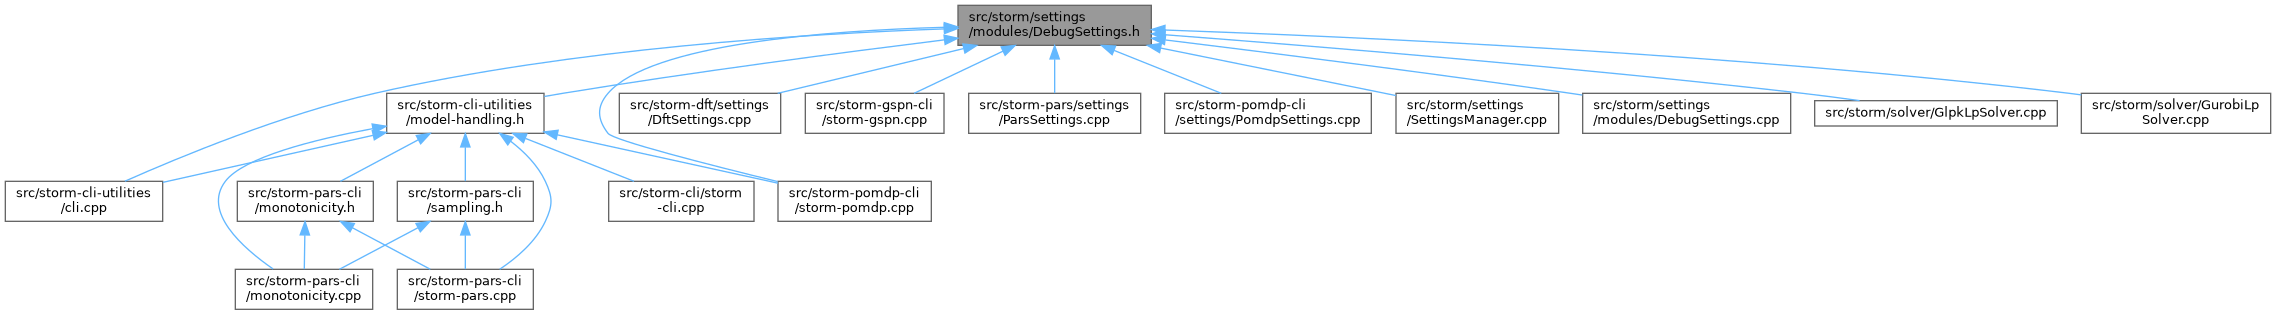 src/storm/settings
/modules/DebugSettings.h
src/storm-cli-utilities
/model-handling.h
src/storm-dft/settings
/DftSettings.cpp
src/storm-gspn-cli
/storm-gspn.cpp
src/storm-pars/settings
/ParsSettings.cpp
src/storm-pomdp-cli
/settings/PomdpSettings.cpp
src/storm/settings
/SettingsManager.cpp
src/storm/settings
/modules/DebugSettings.cpp
src/storm/solver/GlpkLpSolver.cpp
src/storm/solver/GurobiLp
Solver.cpp
src/storm-cli-utilities
/cli.cpp
src/storm-pars-cli
/monotonicity.h
src/storm-pars-cli
/sampling.h
src/storm-cli/storm
-cli.cpp
src/storm-pomdp-cli
/storm-pomdp.cpp
src/storm-pars-cli
/monotonicity.cpp
src/storm-pars-cli
/storm-pars.cpp